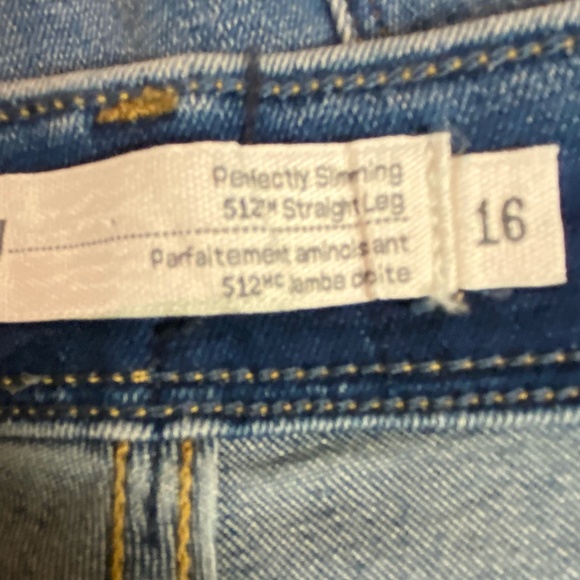 Perfectly Slimming
512™ Straight Leg
16
Parfaitement amincissant
512MC Jambe droite